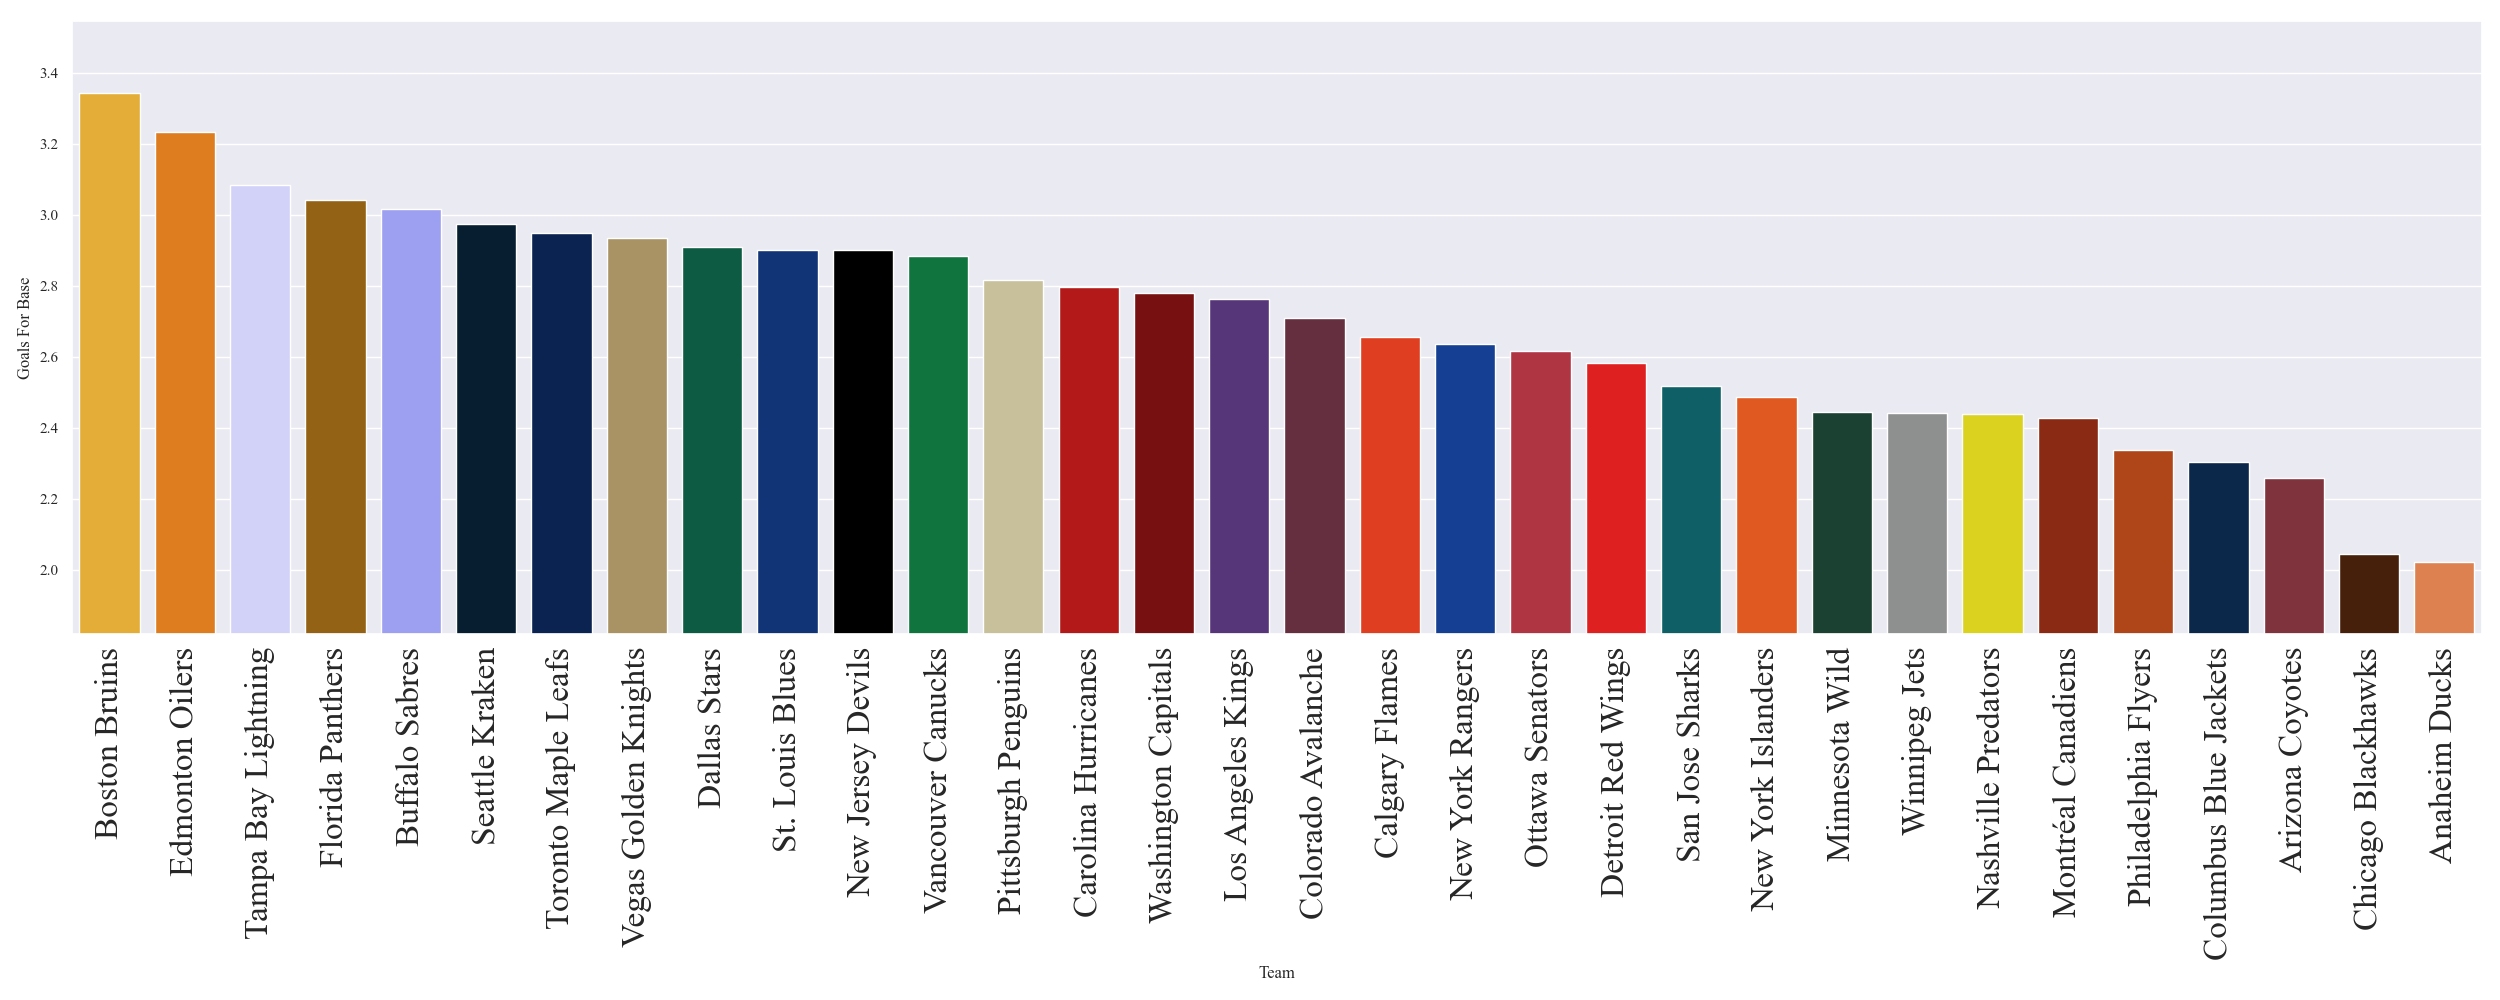 3.4
3.2
3.0
2.8
2.6
2.4
2.2
2.0
Goals For Base
Boston Bruins
Edmonton Oilers
Tampa Bay Lightning
Florida Panthers
Buffalo Sabres
Seattle Kraken
Toronto Maple Leafs
Vegas Golden Knights
Dallas Stars
St. Louis Blues
New Jersey Devils
Vancouver Canucks
Pittsburgh Penguins
Carolina Hurricanes
Washington Capitals
Los Angeles Kings
Colorado Avalanche
Calgary Flames
New York Rangers
Ottawa Senators
Detroit Red Wings
San Jose Sharks
New York Islanders
Minnesota Wild
Winnipeg Jets
Nashville Predators
Montréal Canadiens
Philadelphia Flyers
Columbus Blue Jackets
Arizona Coyotes
Chicago Blackhawks
Anaheim Ducks
Team